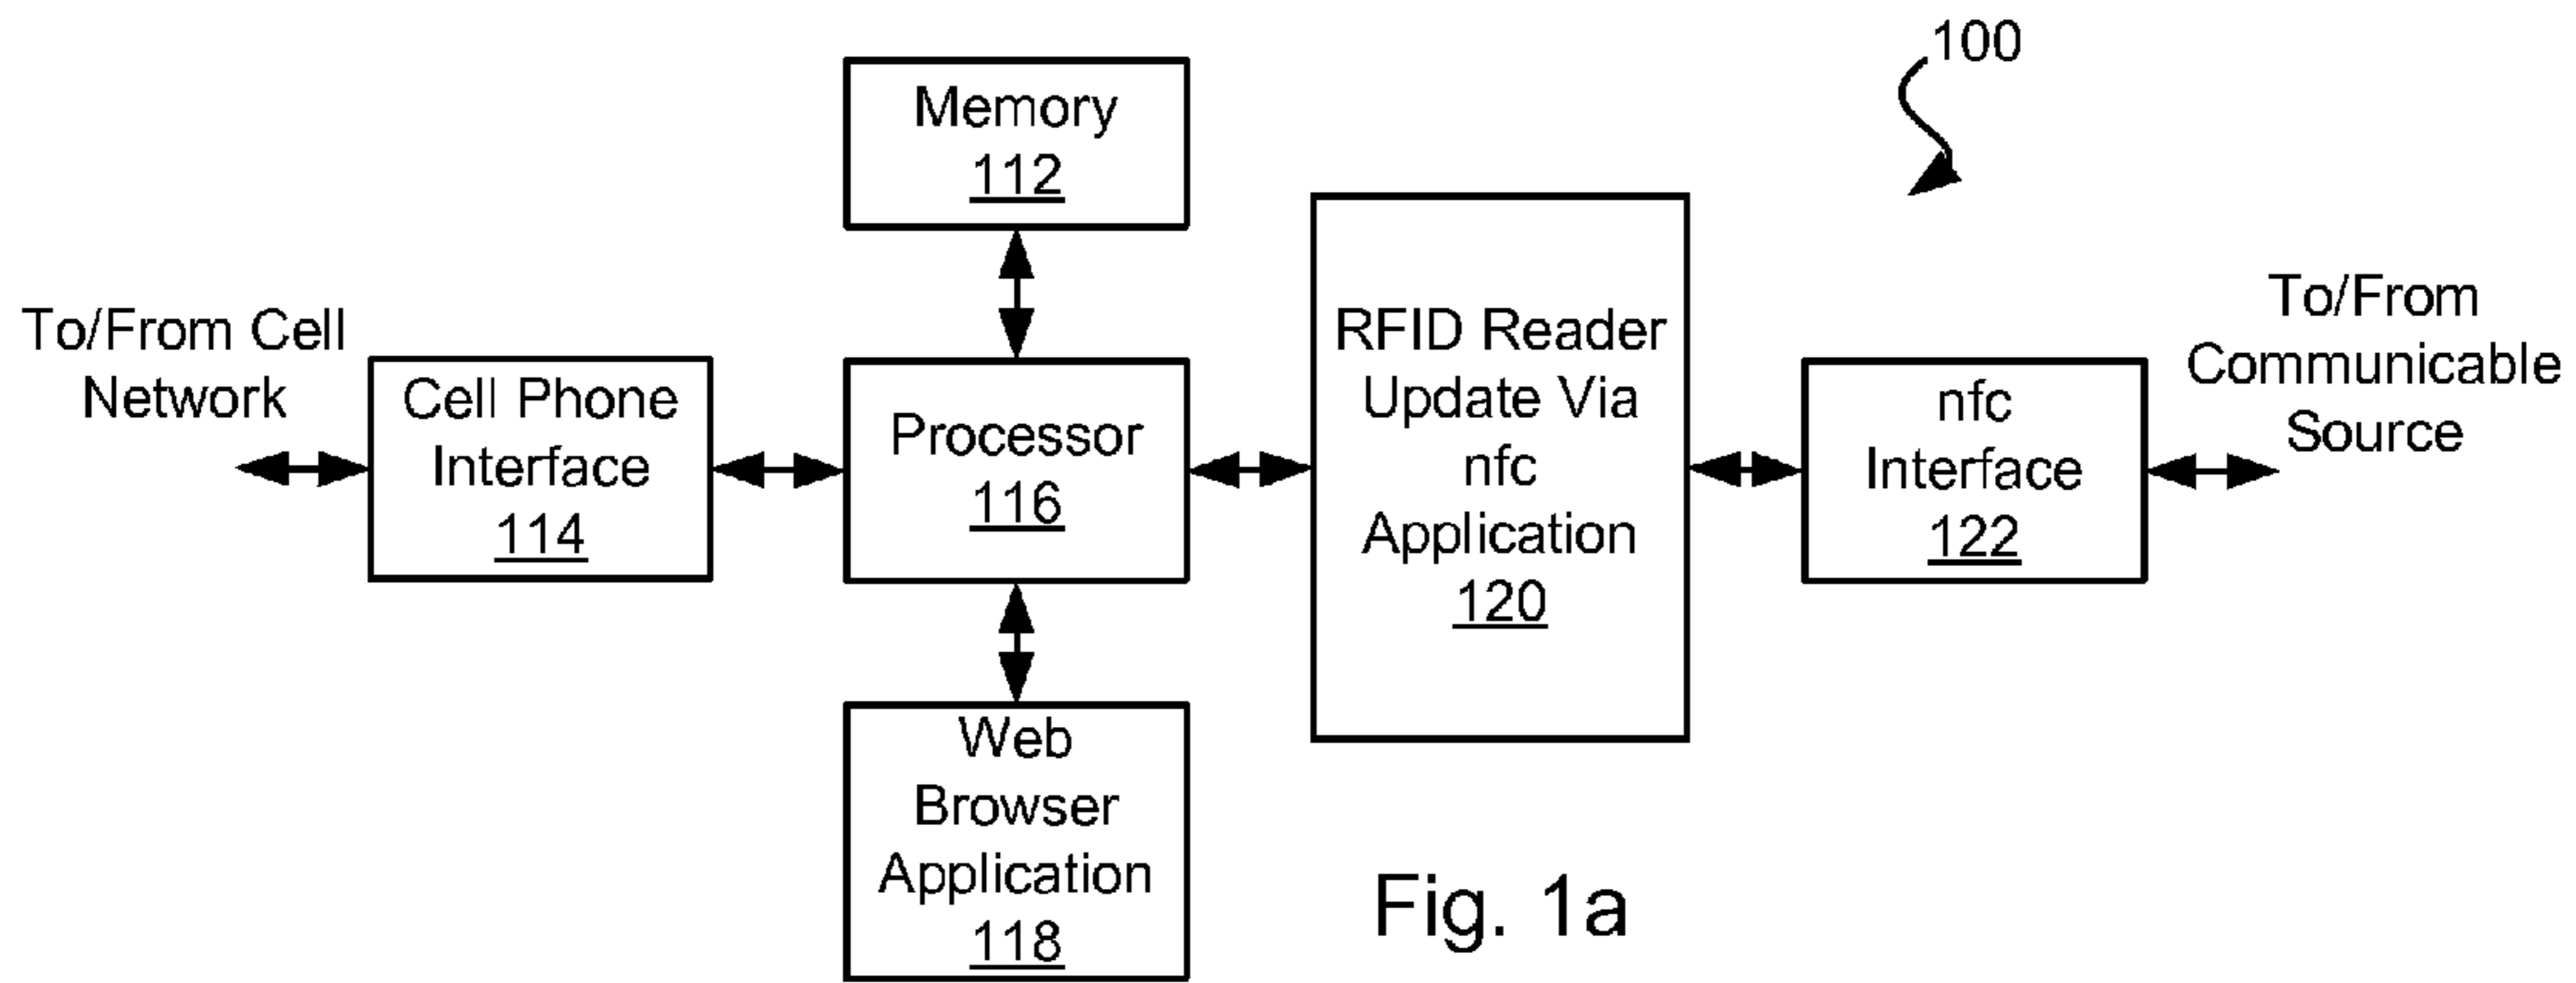 100
Memory
112
To/From Cell
Network
Cell Phone
Interface
114
Processor
116
RFID Reader
Update Via
nfc
Application
120
nfc
Interface
122
To/From
Communicable
Source
Web
Browser
Application
118
Fig. 1a